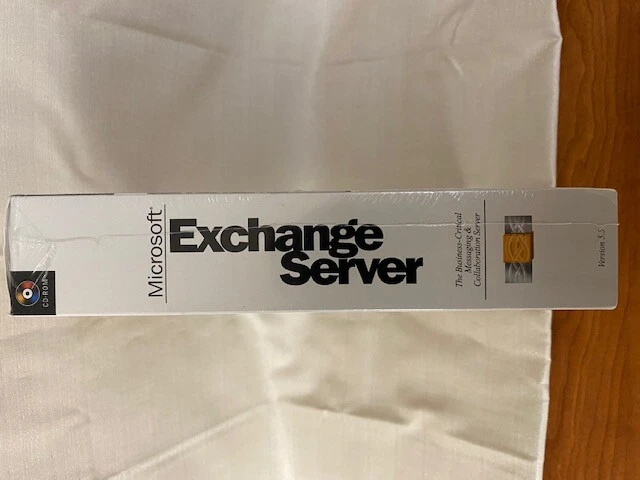 Microsoft®
Exchange
Server
The Business-Critical
Messaging &
Collaboration Server
Version 5.5
CD-ROM